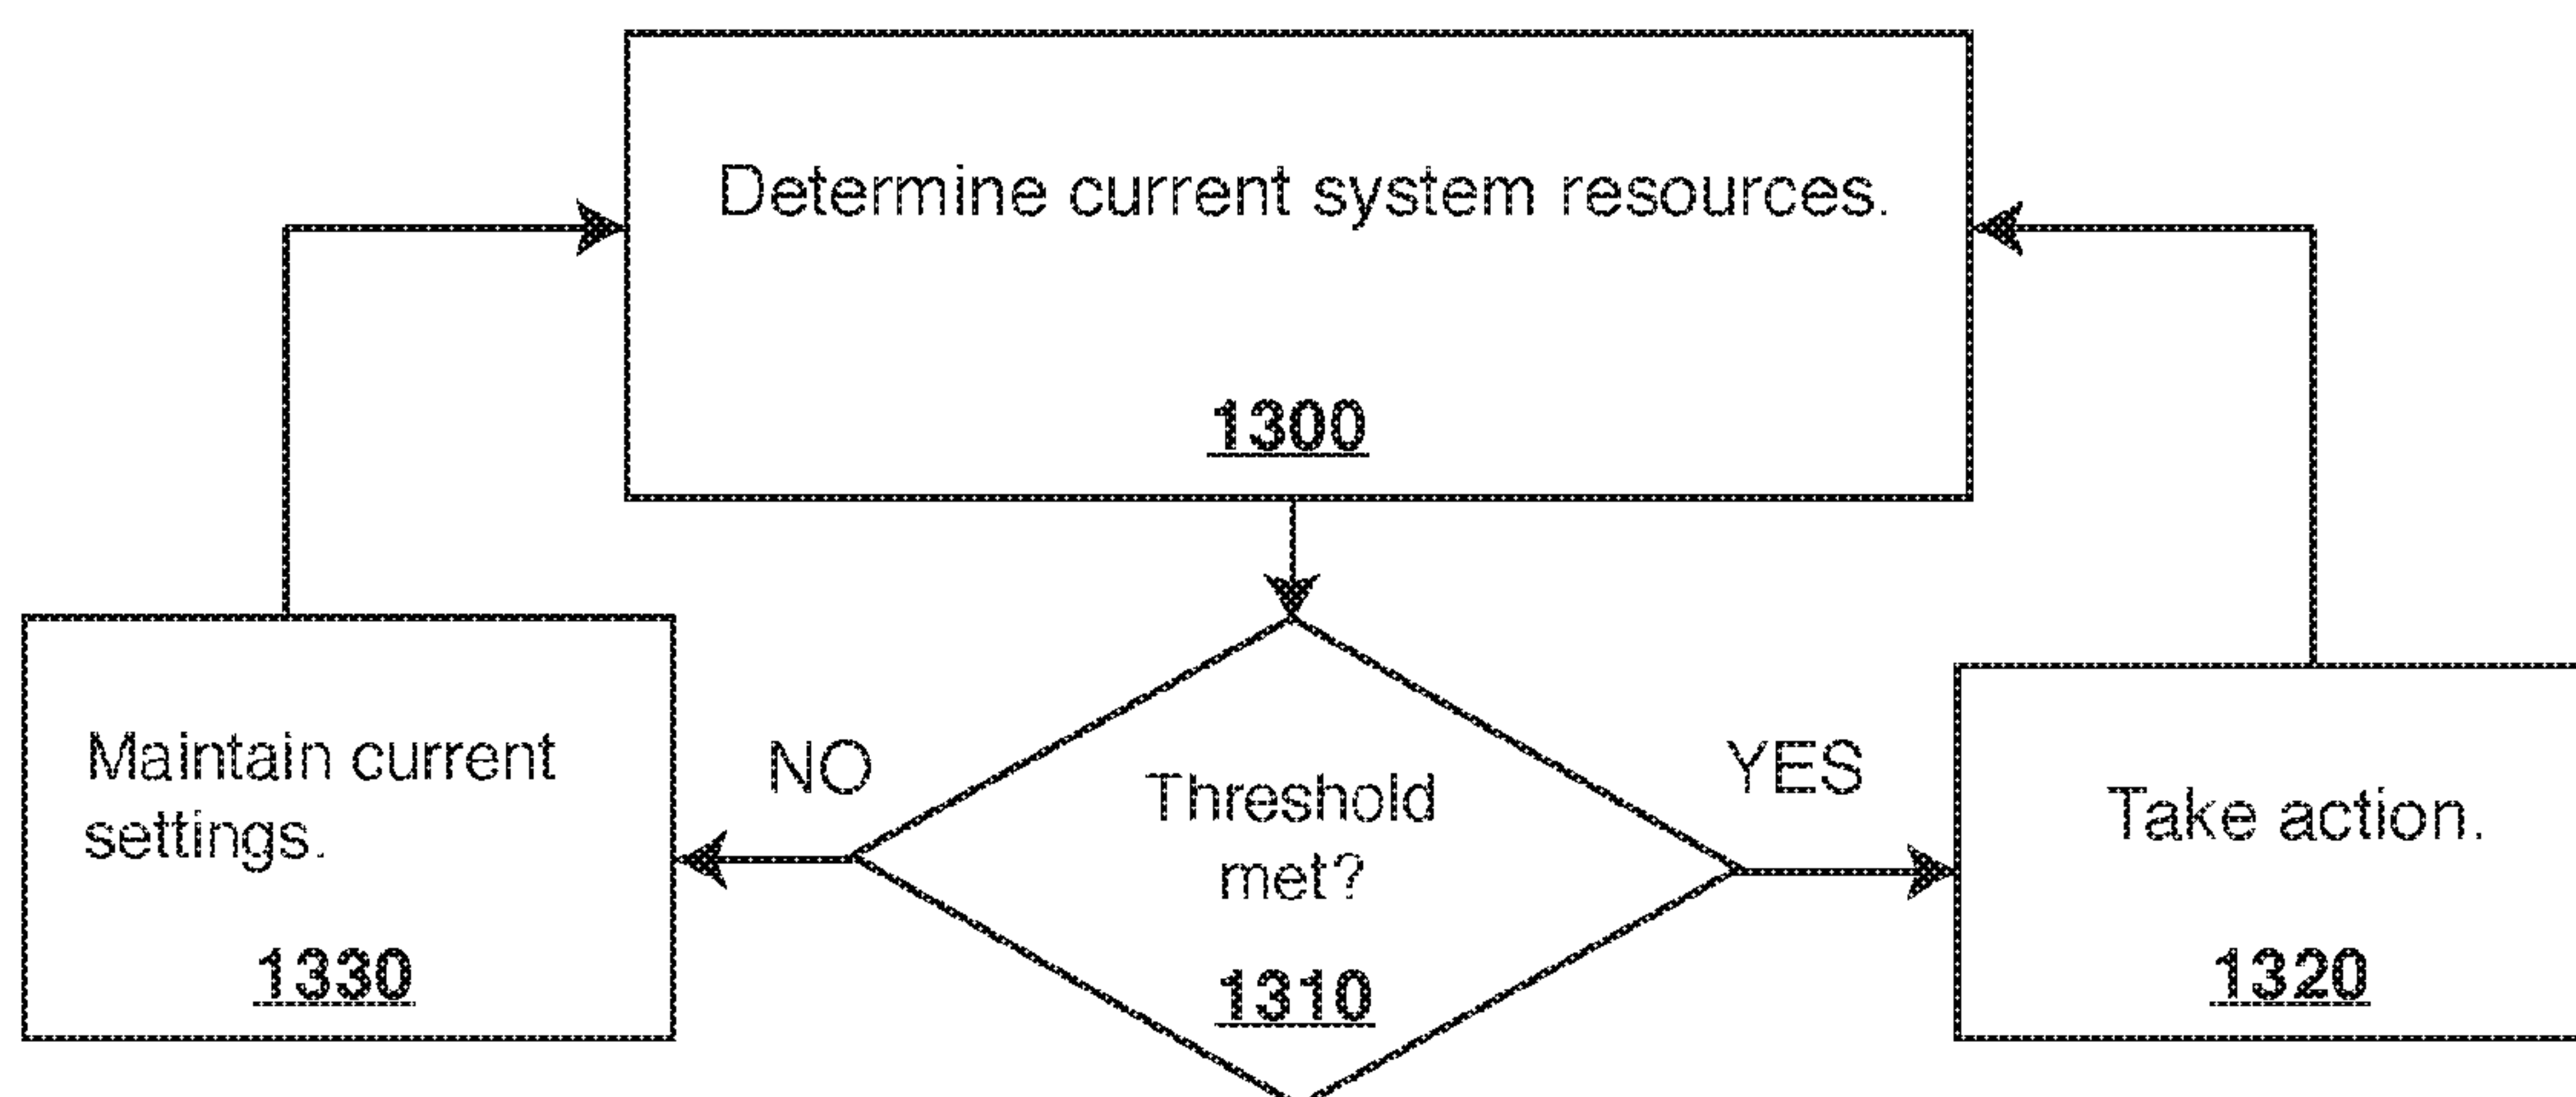 Determine current system resources.
1300
Maintain current
settings.
1330
NO
Threshold
met?
1310
YES
Take action.
1320